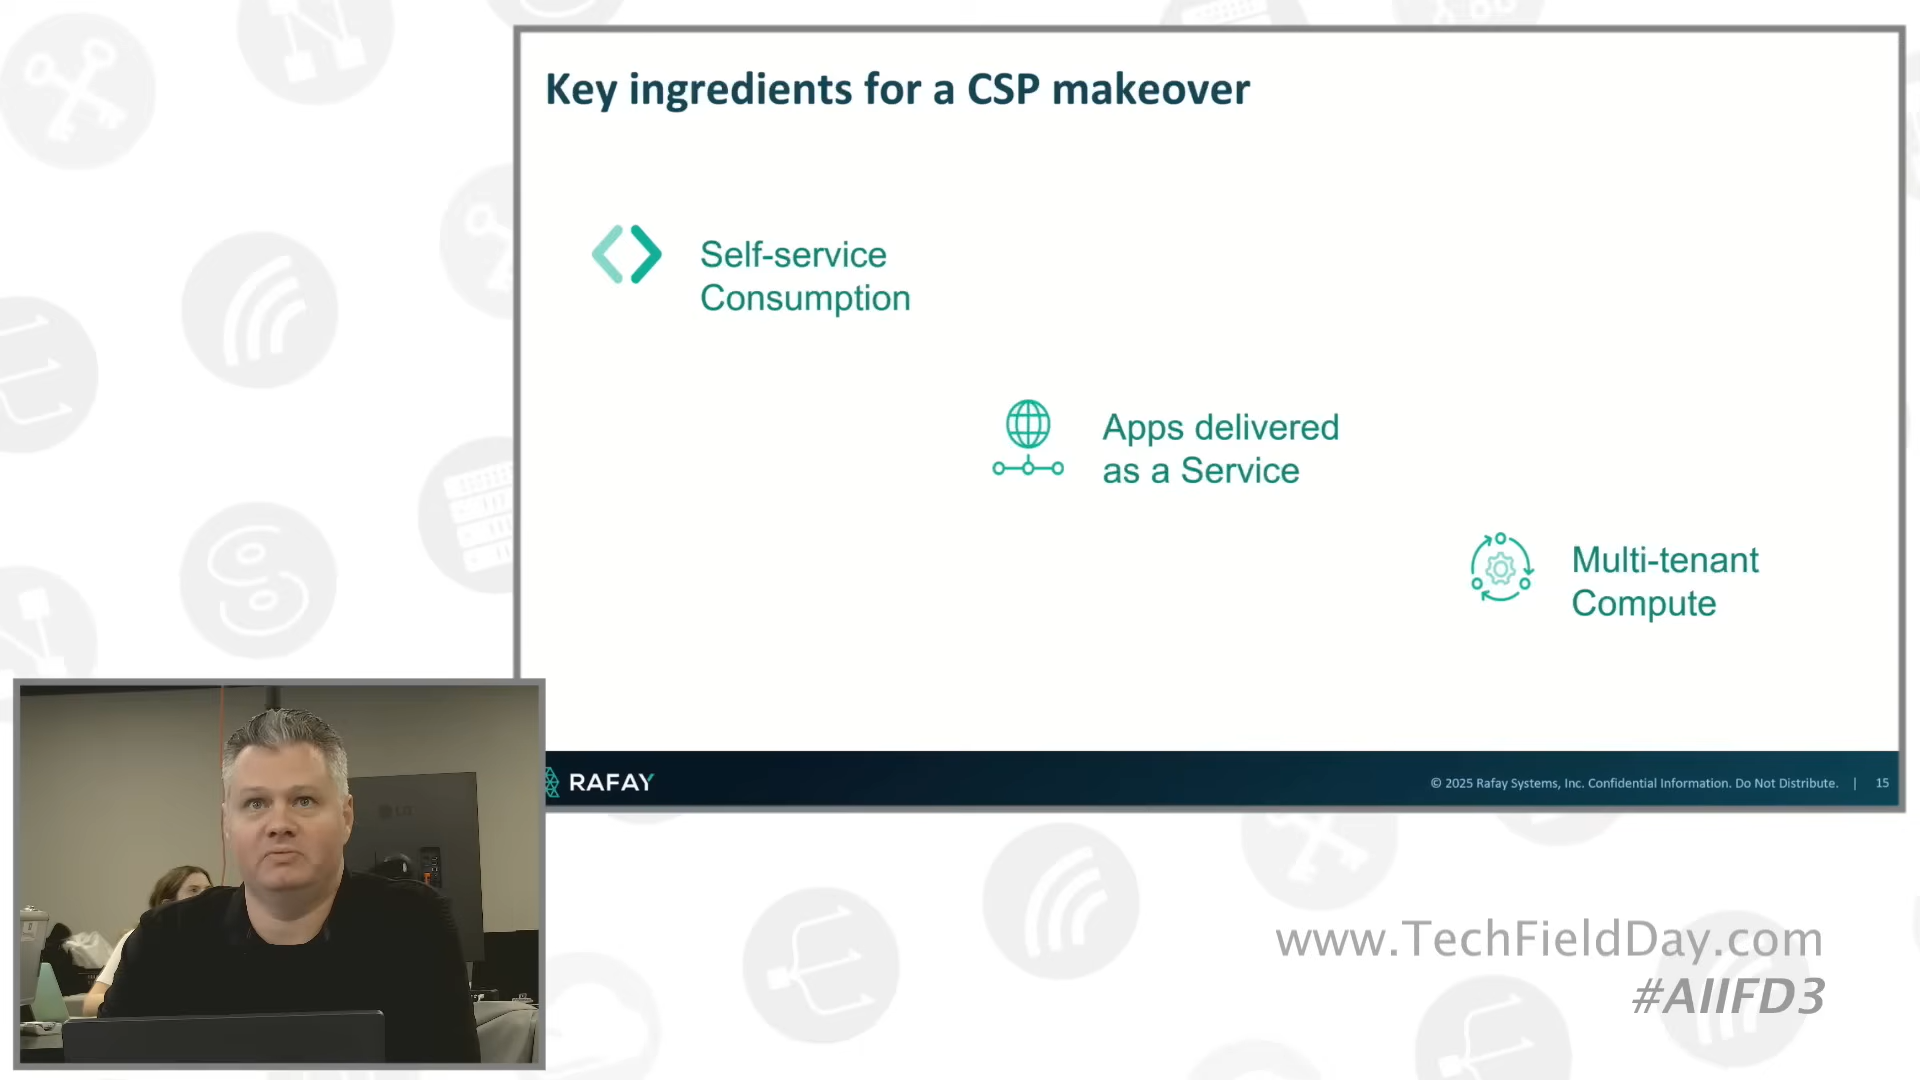 Key ingredients for a CSP makeover
Self-service
Consumption
Apps delivered
as a Service
Multi-tenant
Compute
RAFAY
© 2025 Rafay Systems, Inc. Confidential Information. Do Not Distribute. | 15
LG
www.TechFieldDay.com
#AIIFD3